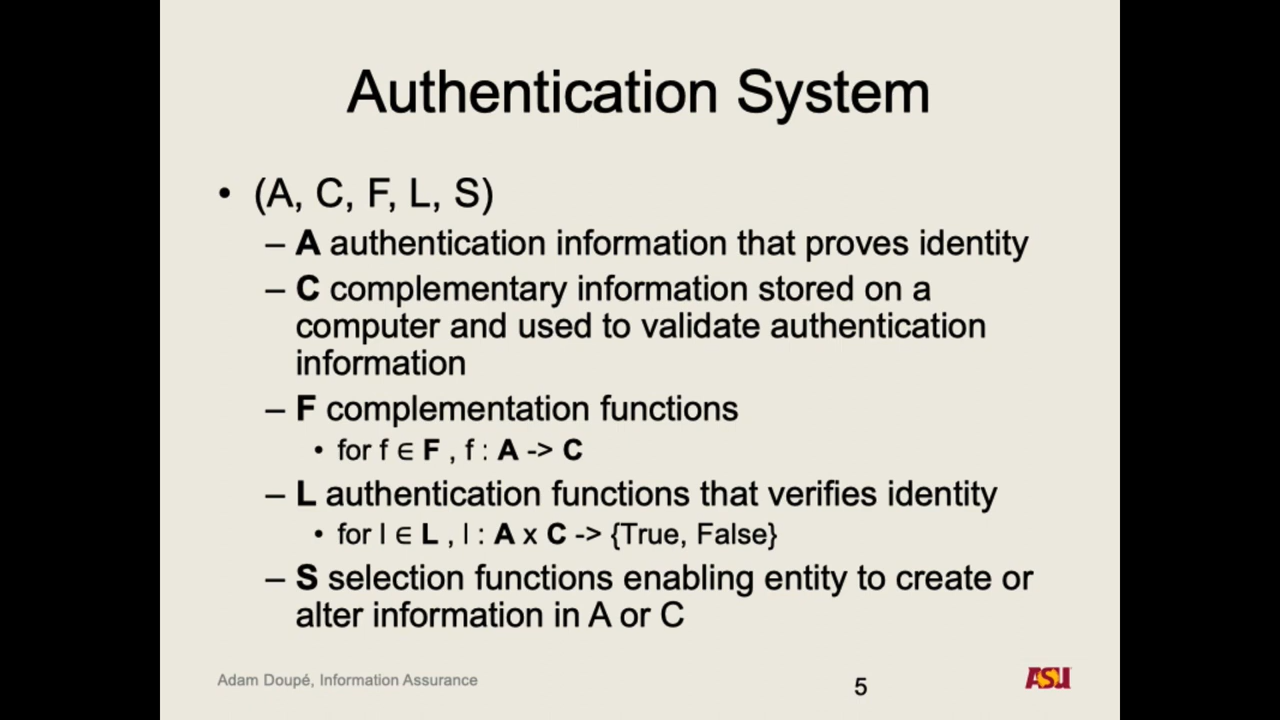 Authentication System
• (A, C, F, L, S)
– A authentication information that proves identity
– C complementary information stored on a
computer and used to validate authentication
information
– F complementation functions
• for f ∈ F , f : A -> C
– L authentication functions that verifies identity
• for l ∈ L , l : A x C -> {True, False}
– S selection functions enabling entity to create or
alter information in A or C
Adam Doupé, Information Assurance
5
ASU